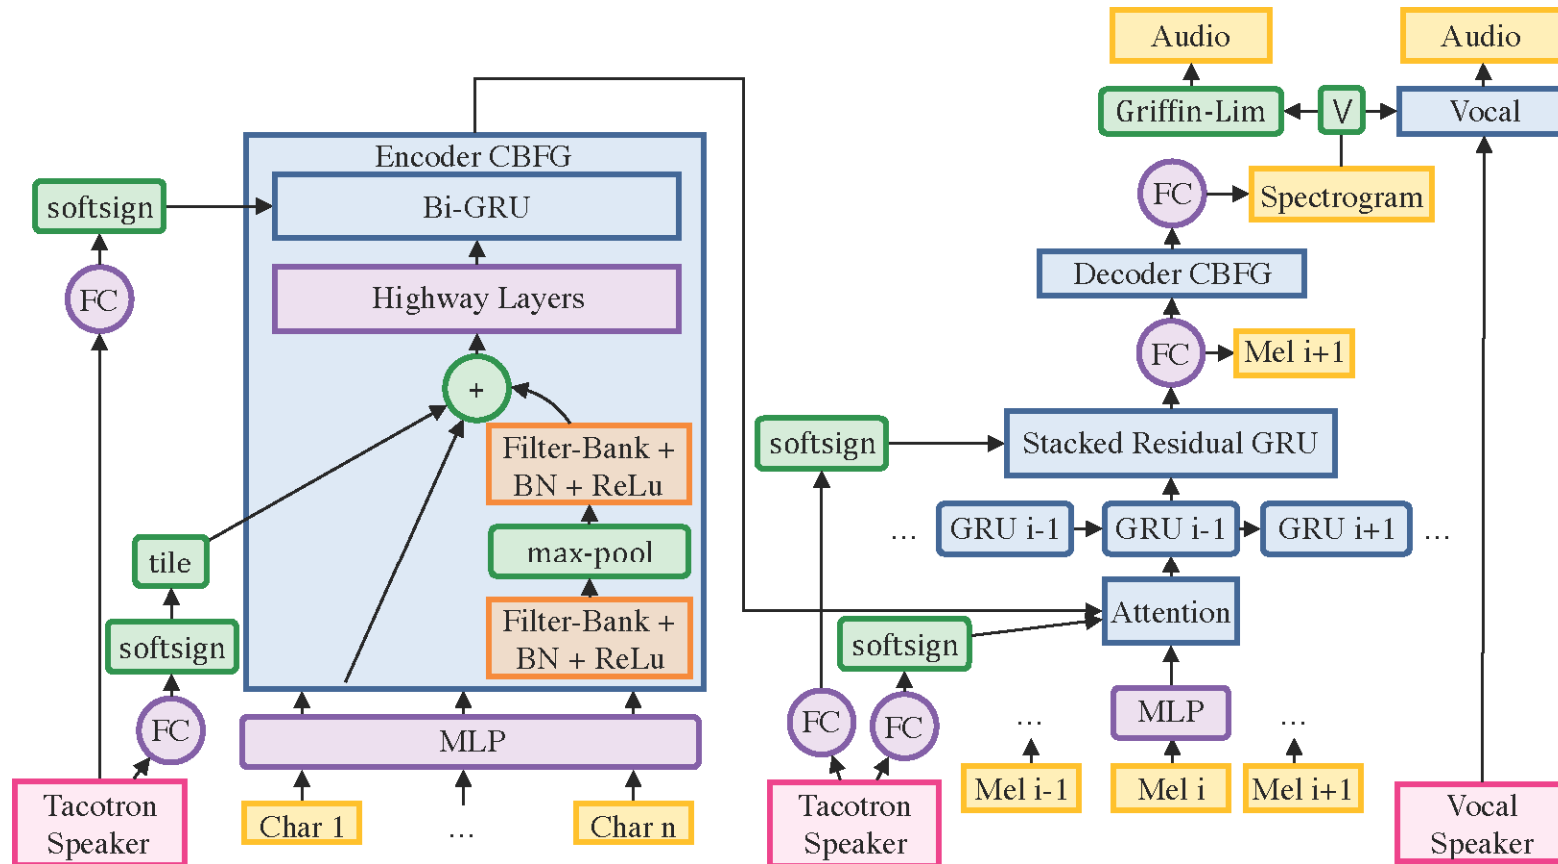 Audio
Audio
Griffin-Lim
V
Vocal
Encoder CBFG
softsign
Bi-GRU
FC
Spectrogram
FC
Highway Layers
Decoder CBFG
+
FC
Mel i+1
Filter-Bank +
BN + ReLu
softsign
Stacked Residual GRU
max-pool
... GRU i-1
GRU i-1
GRU i+1 ...
tile
softsign
Filter-Bank +
BN + ReLu
softsign
Attention
FC
MLP
FC
FC
MLP
...
...
Tacotron
Speaker
Char 1
...
Char n
Tacotron
Speaker
Mel i-1
Mel i
Mel i+1
Vocal
Speaker